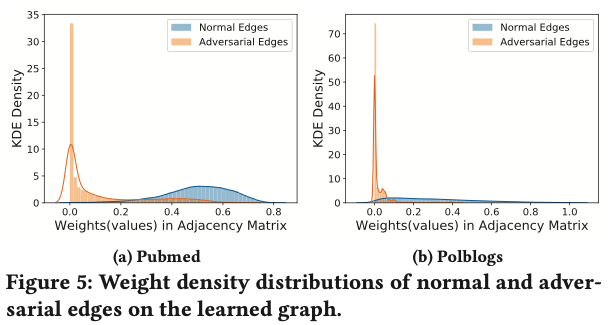 35
30
25
20
15
10
5
0
KDE Density
Normal Edges
Adversarial Edges
0.0 0.2 0.4 0.6 0.8
Weights(values) in Adjacency Matrix
(a) Pubmed
70
60
50
40
30
20
10
0
KDE Density
Normal Edges
Adversarial Edges
0.0 0.2 0.4 0.6 0.8 1.0
Weights(values) in Adjacency Matrix
(b) Polblogs
Figure 5: Weight density distributions of normal and adver-
sarial edges on the learned graph.